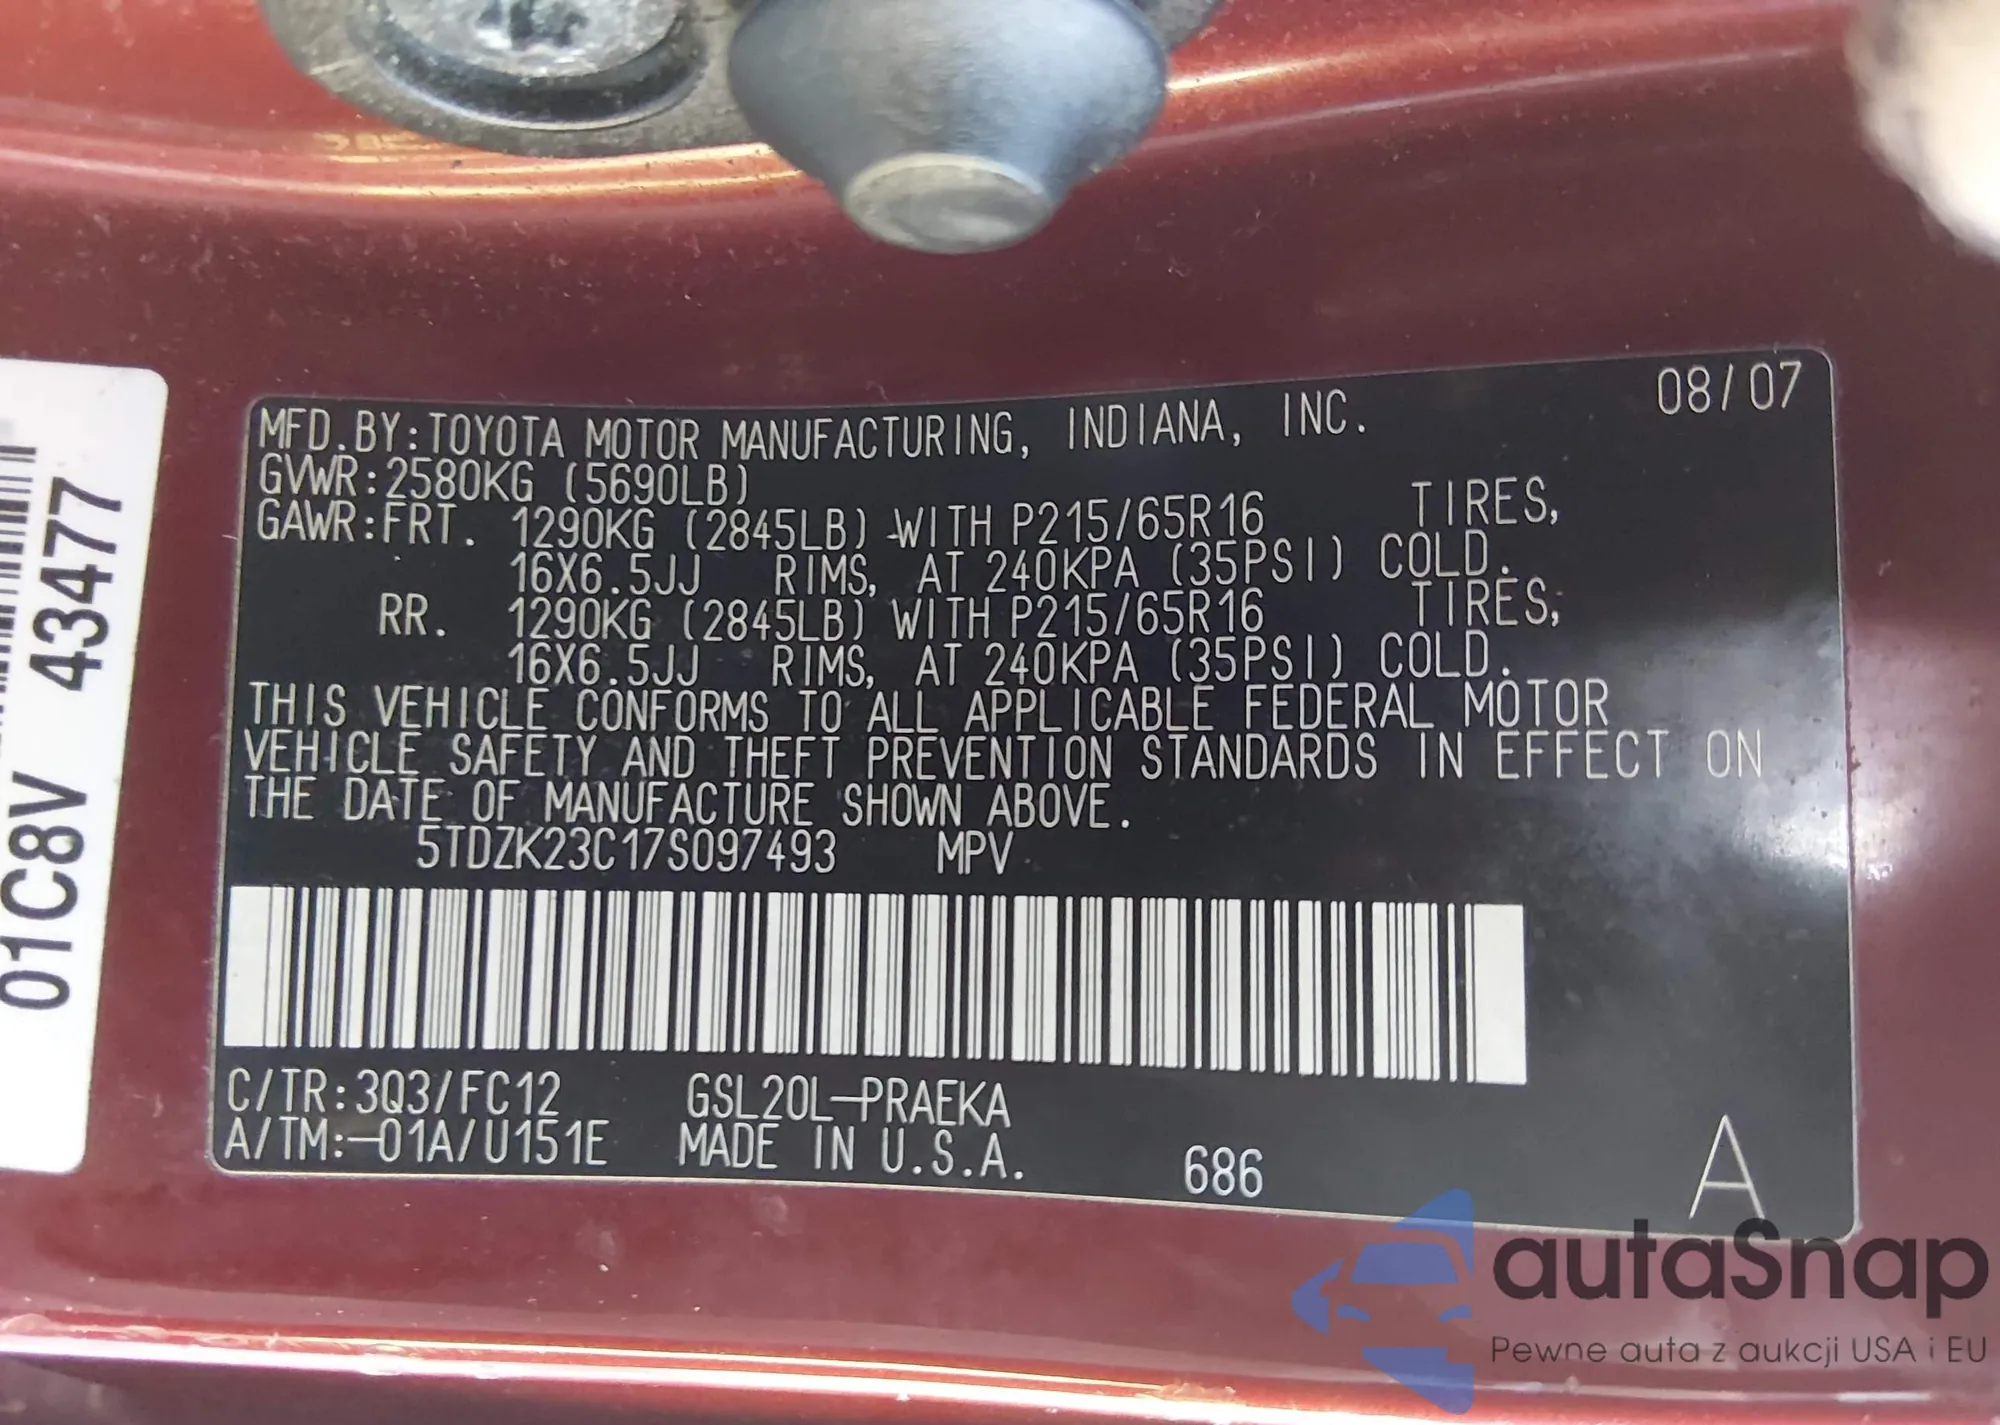 08/07
MFD.BY:TOYOTA MOTOR MANUFACTURING, INDIANA, INC.
GVWR:2580KG (5690LB)
GAWR:FRT. 1290KG (2845LB) WITH P215/65R16 TIRES,
16X6.5JJ RIMS, AT 240KPA (35PSI) COLD.
RR. 1290KG (2845LB) WITH P215/65R16 TIRES,
16X6.5JJ RIMS, AT 240KPA (35PSI) COLD.
THIS VEHICLE CONFORMS TO ALL APPLICABLE FEDERAL MOTOR
VEHICLE SAFETY AND THEFT PREVENTION STANDARDS IN EFFECT ON
THE DATE OF MANUFACTURE SHOWN ABOVE.
5TDZK23C17S097493 MPV
C/TR:3Q3/FC12 GSL20L-PRAEKA
A/TM:-01A/U151E MADE IN U.S.A. 686 A
01C8V 43477
autaSnap
Pewne auta z aukcji USA i EU